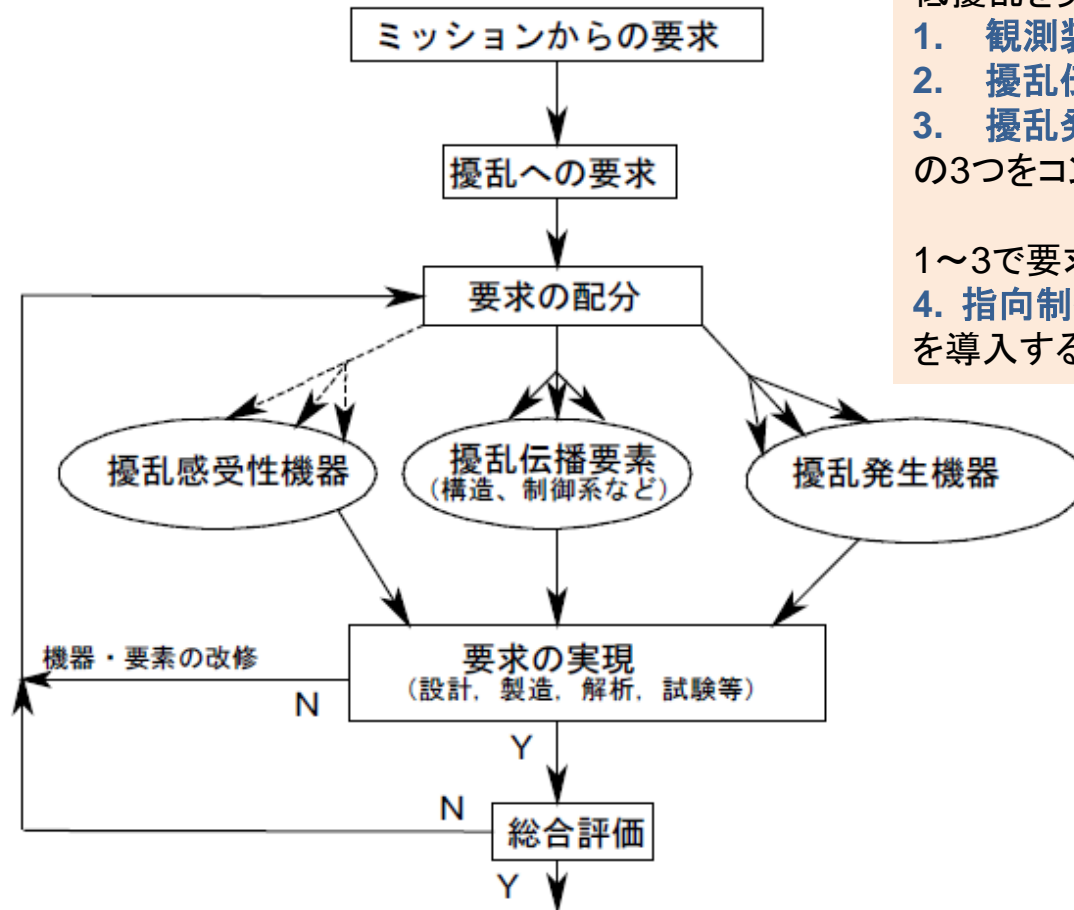 ミッションからの要求
擾乱への要求
要求の配分
擾乱感受性機器
擾乱伝播要素
(構造、制御系など)
擾乱発生機器
要求の実現
(設計, 製造, 解析, 試験等)
機器・要素の改修
N
Y
N
総合評価
Y
1. 観測
2. 擾乱
3. 擾乱
の3つをコ
1～3で要
4. 指向制
を導入する